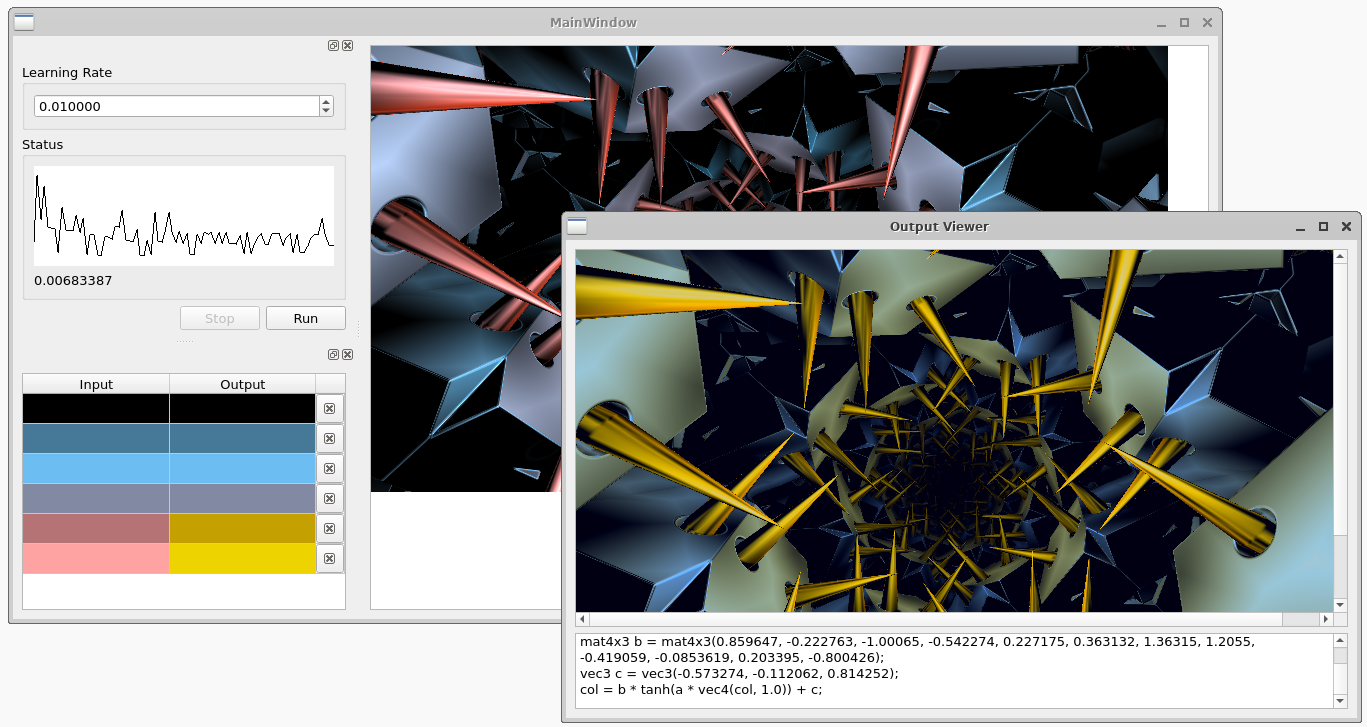 MainWindow
Learning Rate
0.010000
Status
0.00683387
Stop
Run
Input
Output
Output Viewer
mat4x3 b = mat4x3(0.859647, -0.222763, -1.00065, -0.542274, 0.227175, 0.363132, 1.36315, 1.2055,
-0.419059, -0.0853619, 0.203395, -0.800426);
vec3 c = vec3(-0.573274, -0.112062, 0.814252);
col = b * tanh(a * vec4(col, 1.0)) + c;